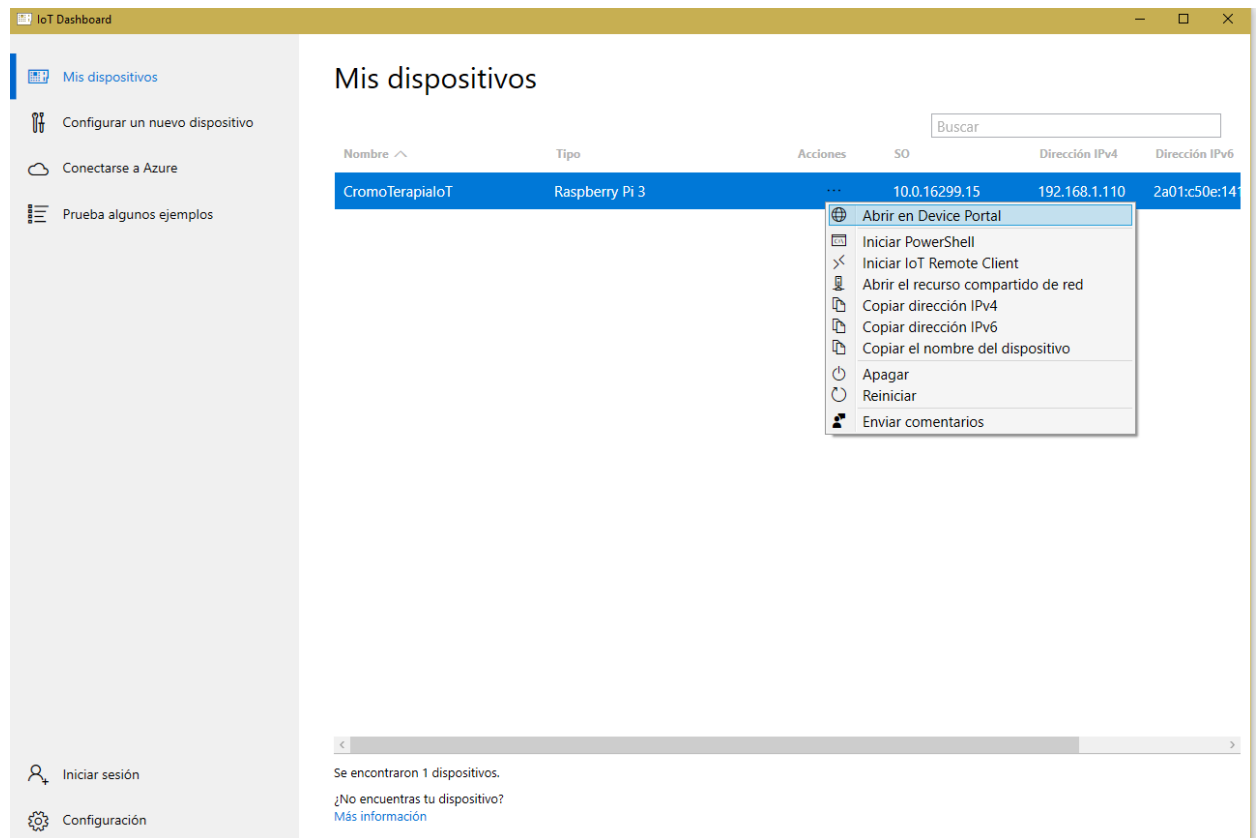 IoT Dashboard
Mis dispositivos
Configurar un nuevo dispositivo
Conectarse a Azure
Prueba algunos ejemplos
Iniciar sesión
Configuración
Mis dispositivos
Buscar
Nombre Tipo Acciones SO Dirección IPv4 Dirección IPv6
CromoTerapiaIoT Raspberry Pi 3 ... 10.0.16299.15 192.168.1.110 2a01:c50e:141
Abrir en Device Portal
Iniciar PowerShell
Iniciar IoT Remote Client
Abrir el recurso compartido de red
Copiar dirección IPv4
Copiar dirección IPv6
Copiar el nombre del dispositivo
Apagar
Reiniciar
Enviar comentarios
Se encontraron 1 dispositivos.
¿No encuentras tu dispositivo?
Más información